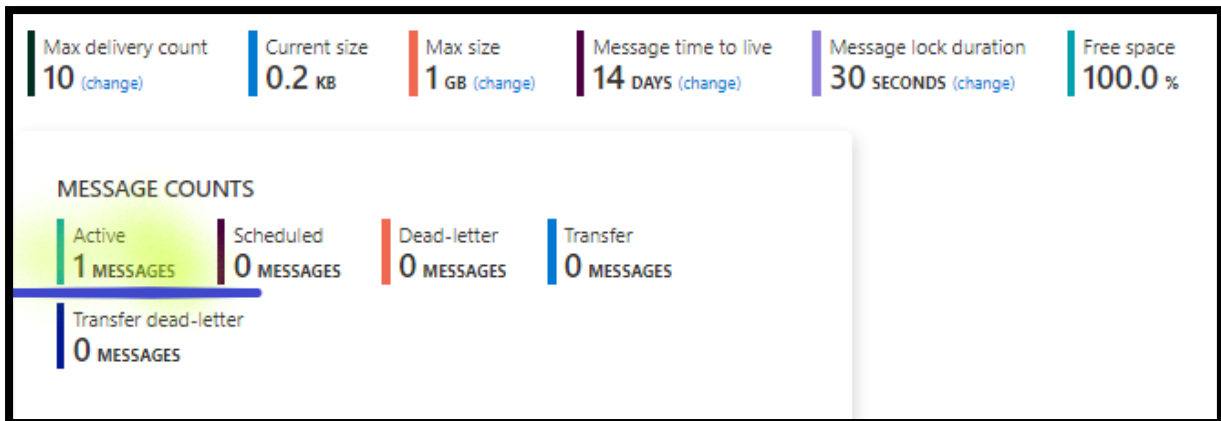 Max delivery count
10 (change)
Current size
0.2 KB
Max size
1 GB (change)
Message time to live
14 DAYS (change)
Message lock duration
30 SECONDS (change)
Free space
100.0 %
MESSAGE COUNTS
Active
1 MESSAGES
Scheduled
0 MESSAGES
Dead-letter
0 MESSAGES
Transfer
0 MESSAGES
Transfer dead-letter
0 MESSAGES